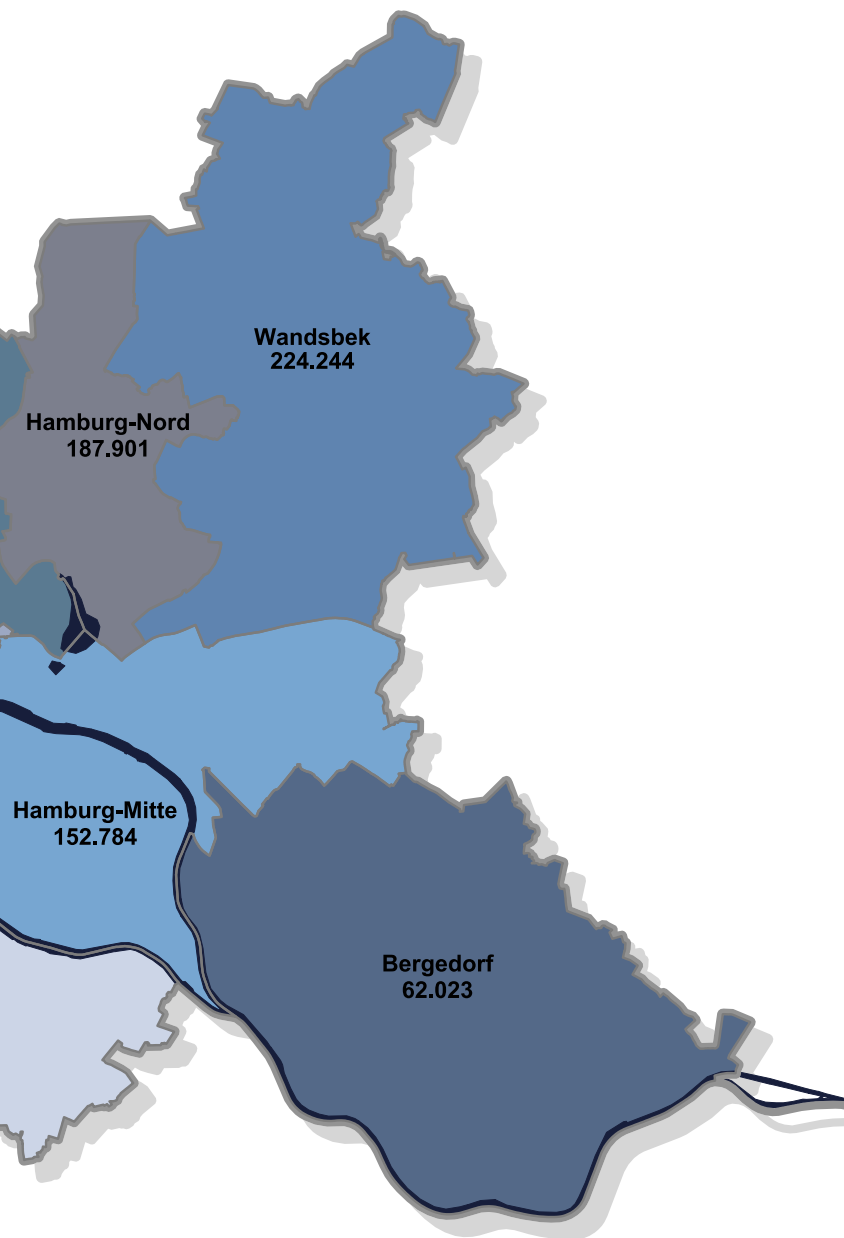 Wandsbek
224.244
Hamburg-Nord
187.901
Hamburg-Mitte
152.784
Bergedorf
62.023